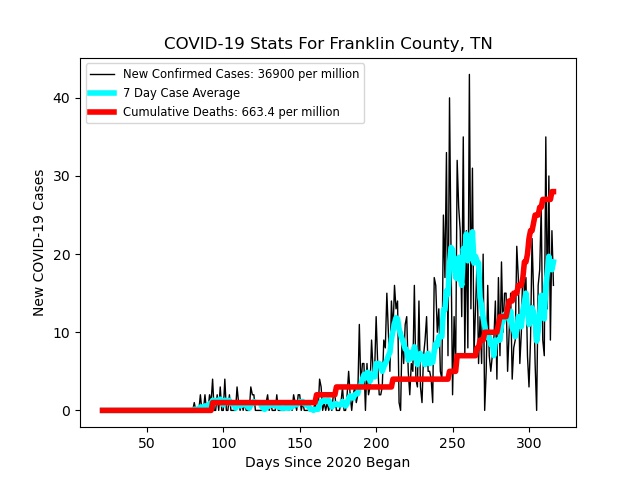 COVID-19 Stats For Franklin County, TN
New Confirmed Cases: 36900 per million
7 Day Case Average
Cumulative Deaths: 663.4 per million
40
30
20
10
0
New COVID-19 Cases
50 100 150 200 250 300
Days Since 2020 Began